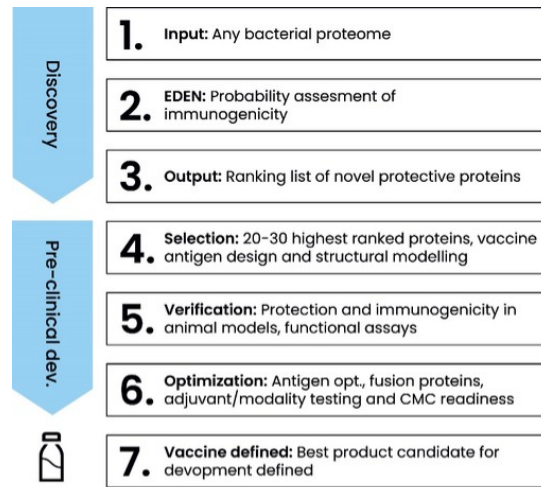 Discovery
1. Input: Any bacterial proteome
2. EDEN: Probability assesment of
immunogenicity
3. Output: Ranking list of novel protective proteins
Pre-clinical dev.
4. Selection: 20-30 highest ranked proteins, vaccine
antigen design and structural modelling
5. Verification: Protection and immunogenicity in
animal models, functional assays
6. Optimization: Antigen opt., fusion proteins,
adjuvant/modality testing and CMC readiness
7. Vaccine defined: Best product candidate for
devopment defined